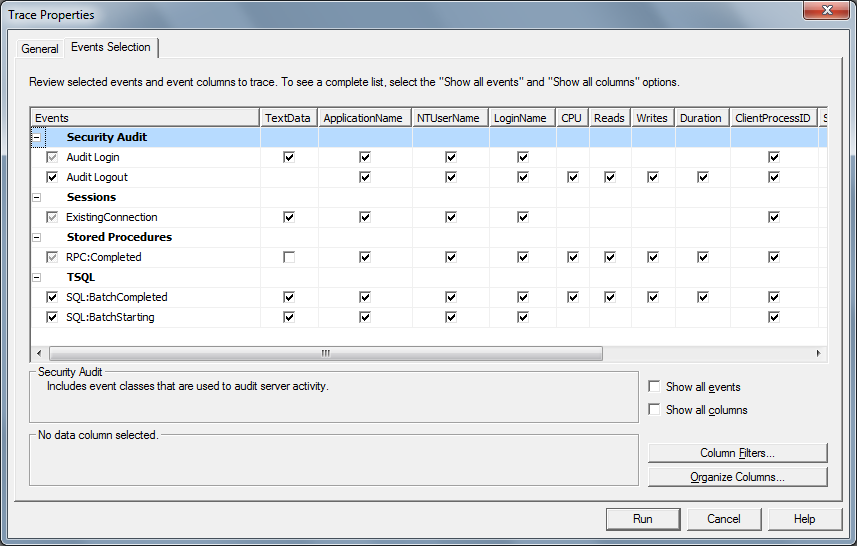 Trace Properties
General
Events Selection
Review selected events and event columns to trace. To see a complete list, select the "Show all events" and "Show all columns" options.
Events TextData ApplicationName NTUserName LoginName CPU Reads Writes Duration ClientProcessID S
Security Audit
Audit Login
Audit Logout
Sessions
ExistingConnection
Stored Procedures
RPC:Completed
TSQL
SQL:BatchCompleted
SQL:BatchStarting
Security Audit
Includes event classes that are used to audit server activity.
Show all events
Show all columns
No data column selected.
Column Filters...
Organize Columns...
Run
Cancel
Help